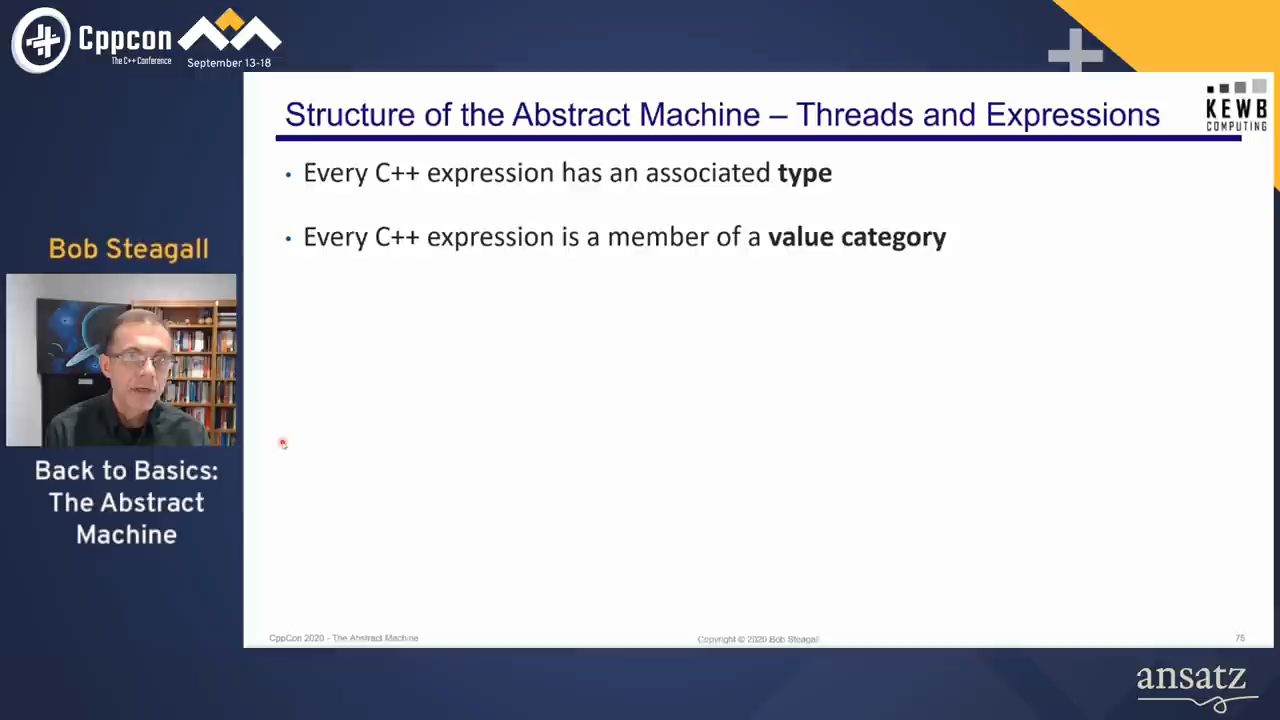 Cppcon
The C++ Conference
September 13-18
Structure of the Abstract Machine – Threads and Expressions
KEWB
COMPUTING
• Every C++ expression has an associated type
• Every C++ expression is a member of a value category
Bob Steagall
Back to Basics:
The Abstract
Machine
CppCon 2020 - The Abstract Machine
Copyright © 2020 Bob Steagall
75
ansatz